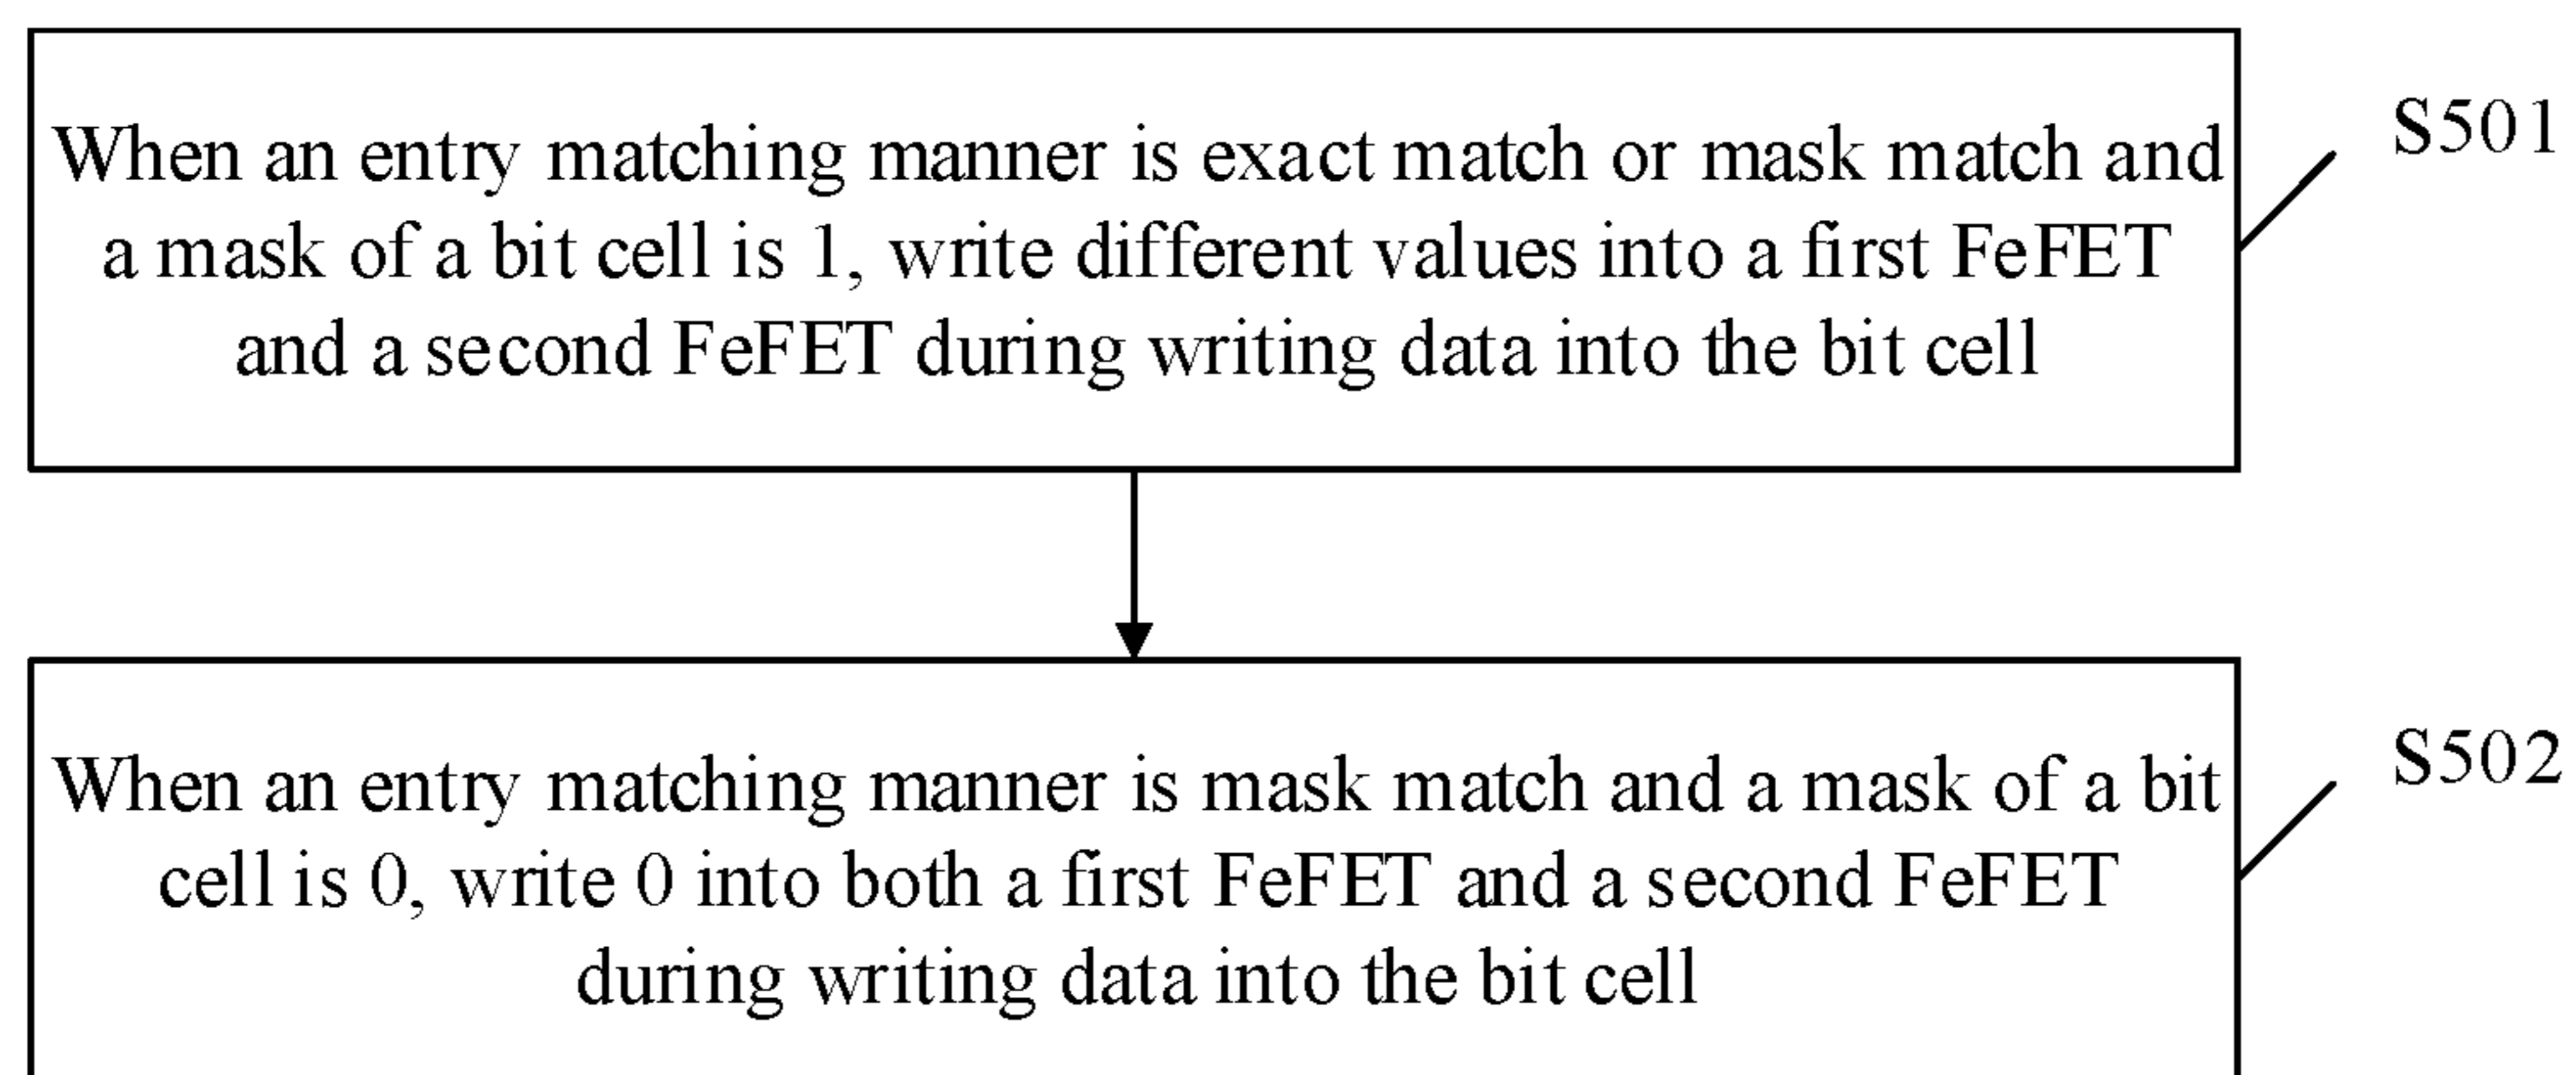 When an entry matching manner is exact match or mask match and
a mask of a bit cell is 1, write different values into a first FeFET
and a second FeFET during writing data into the bit cell
S501
When an entry matching manner is mask match and a mask of a bit
cell is 0, write 0 into both a first FeFET and a second FeFET
during writing data into the bit cell
S502